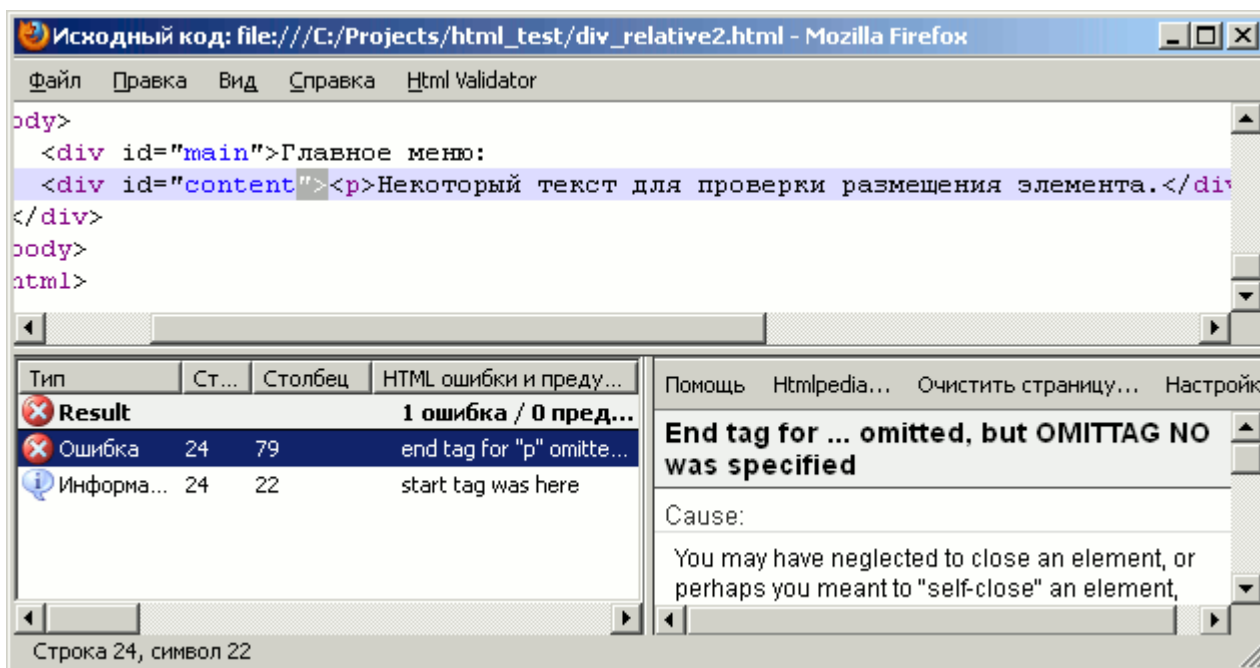 Исходный код: file:///C:/Projects/html_test/div_relative2.html - Mozilla Firefox
Файл Правка Вид Справка Html Validator
ody>
<div id="main">Главное меню:
<div id="content"><p>Некоторый текст для проверки размещения элемента.</div
</div>
body>
html>
Тип Ст... Столбец HTML ошибки и преду...
Result 1 ошибка / 0 пред...
Ошибка 24 79 end tag for "p" omitte...
Информа... 24 22 start tag was here
Помощь Htmlpedia... Очистить страницу... Настройк
End tag for ... omitted, but OMITTAG NO
was specified
Cause:
You may have neglected to close an element, or
perhaps you meant to "self-close" an element,
Строка 24, символ 22